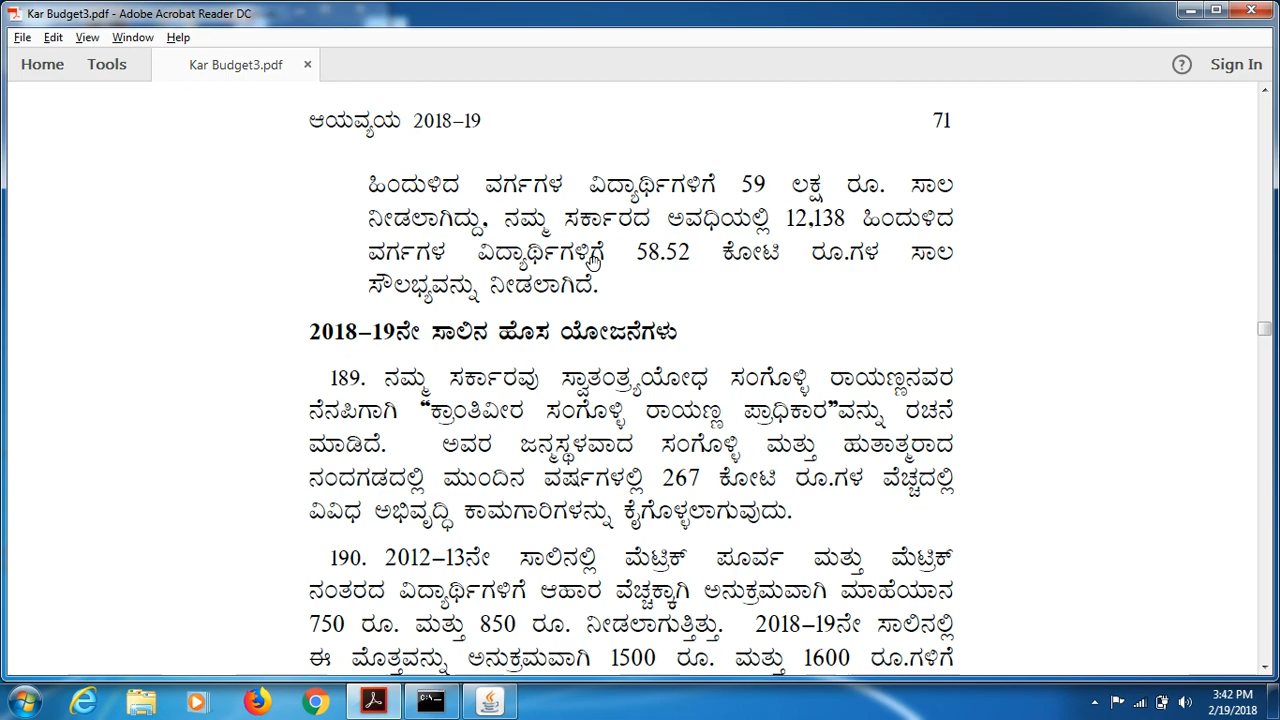 Kar Budget3.pdf - Adobe Acrobat Reader DC
File Edit View Window Help
Home Tools Kar Budget3.pdf × ? Sign In
ಆಯವ್ಯಯ 2018–19 71
ಹಿಂದುಳಿದ ವರ್ಗಗಳ ವಿದ್ಯಾರ್ಥಿಗಳಿಗೆ 59 ಲಕ್ಷ ರೂ. ಸಾಲ
ನೀಡಲಾಗಿದ್ದು, ನಮ್ಮ ಸರ್ಕಾರದ ಅವಧಿಯಲ್ಲಿ 12,138 ಹಿಂದುಳಿದ
ವರ್ಗಗಳ ವಿದ್ಯಾರ್ಥಿಗಳಿಗೆ 58.52 ಕೋಟಿ ರೂ.ಗಳ ಸಾಲ
ಸೌಲಭ್ಯವನ್ನು ನೀಡಲಾಗಿದೆ.
2018–19ನೇ ಸಾಲಿನ ಹೊಸ ಯೋಜನೆಗಳು
189. ನಮ್ಮ ಸರ್ಕಾರವು ಸ್ವಾತಂತ್ರ್ಯಯೋಧ ಸಂಗೊಳ್ಳಿ ರಾಯಣ್ಣನವರ
ನೆನಪಿಗಾಗಿ “ಕ್ರಾಂತಿವೀರ ಸಂಗೊಳ್ಳಿ ರಾಯಣ್ಣ ಪ್ರಾಧಿಕಾರ”ವನ್ನು ರಚನೆ
ಮಾಡಿದೆ. ಅವರ ಜನ್ಮಸ್ಥಳವಾದ ಸಂಗೊಳ್ಳಿ ಮತ್ತು ಹುತಾತ್ಮರಾದ
ನಂದಗಡದಲ್ಲಿ ಮುಂದಿನ ವರ್ಷಗಳಲ್ಲಿ 267 ಕೋಟಿ ರೂ.ಗಳ ವೆಚ್ಚದಲ್ಲಿ
ವಿವಿಧ ಅಭಿವೃದ್ಧಿ ಕಾಮಗಾರಿಗಳನ್ನು ಕೈಗೊಳ್ಳಲಾಗುವುದು.
190. 2012–13ನೇ ಸಾಲಿನಲ್ಲಿ ಮೆಟ್ರಿಕ್ ಪೂರ್ವ ಮತ್ತು ಮೆಟ್ರಿಕ್
ನಂತರದ ವಿದ್ಯಾರ್ಥಿಗಳಿಗೆ ಆಹಾರ ವೆಚ್ಚಕ್ಕಾಗಿ ಅನುಕ್ರಮವಾಗಿ ಮಾಹೆಯಾನ
750 ರೂ. ಮತ್ತು 850 ರೂ. ನೀಡಲಾಗುತ್ತಿತ್ತು. 2018–19ನೇ ಸಾಲಿನಲ್ಲಿ
ಈ ಮೊತ್ತವನ್ನು ಅನುಕ್ರಮವಾಗಿ 1500 ರೂ. ಮತ್ತು 1600 ರೂ.ಗಳಿಗೆ
3:42 PM
2/19/2018